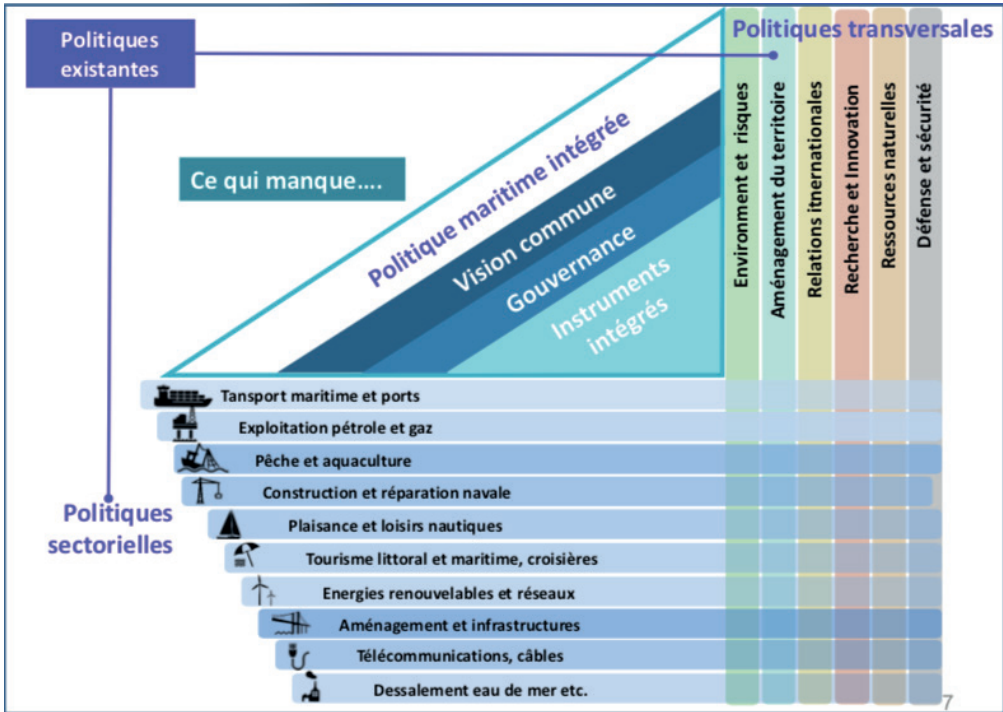 Politiques
existantes
Politiques transversales
Ce qui manque....
Politique maritime intégrée
Vision commune
Gouvernance
Instruments
intégrés
Environment et risques
Aménagement du territoire
Relations itnernationales
Recherche et Innovation
Ressources naturelles
Défense et sécurité
Tansport maritime et ports
Exploitation pétrole et gaz
Pêche et aquaculture
Construction et réparation navale
Politiques
sectorielles
Plaisance et loisirs nautiques
Tourisme littoral et maritime, croisières
Energies renouvelables et réseaux
Aménagement et infrastructures
Télécommunications, câbles
Dessalement eau de mer etc.
7